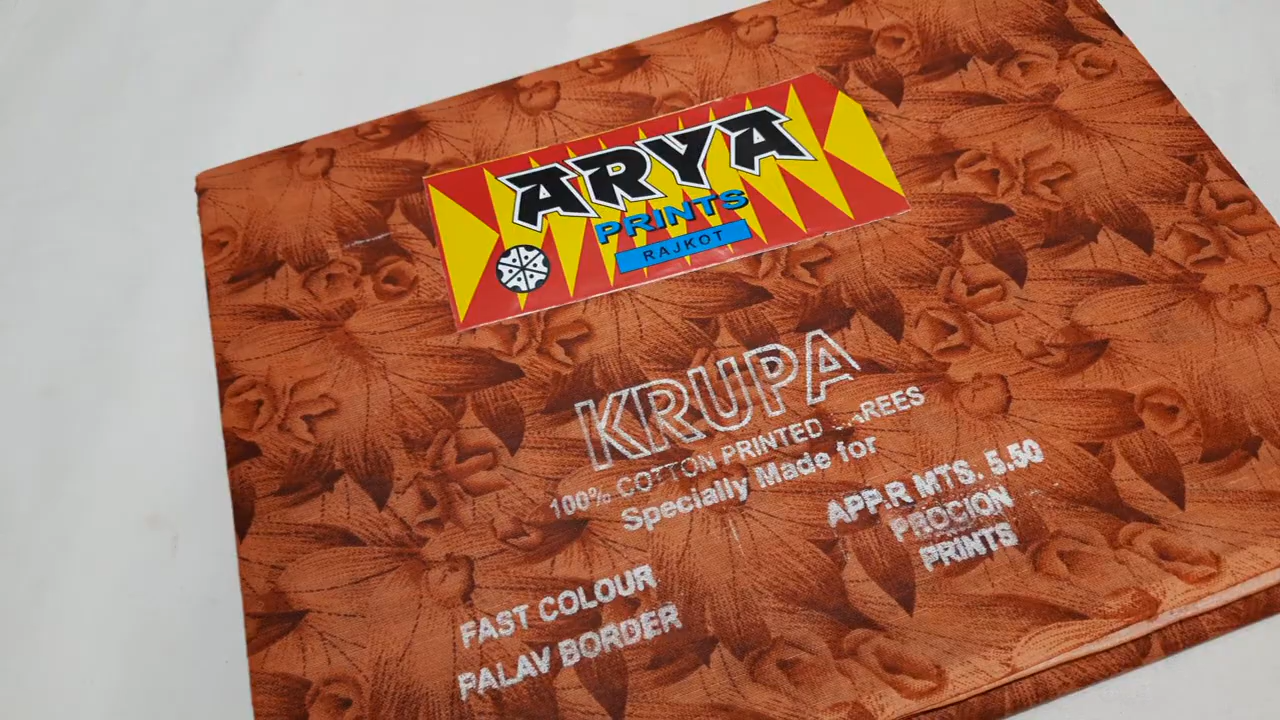 ARYA
PRINTS
RAJKOT
KRUPA
100% COTTON PRINTED
Specially Made for
APP.R MTS. 5.50
PROCION
PRINTS
FAST COLOUR
PALAV BORDER